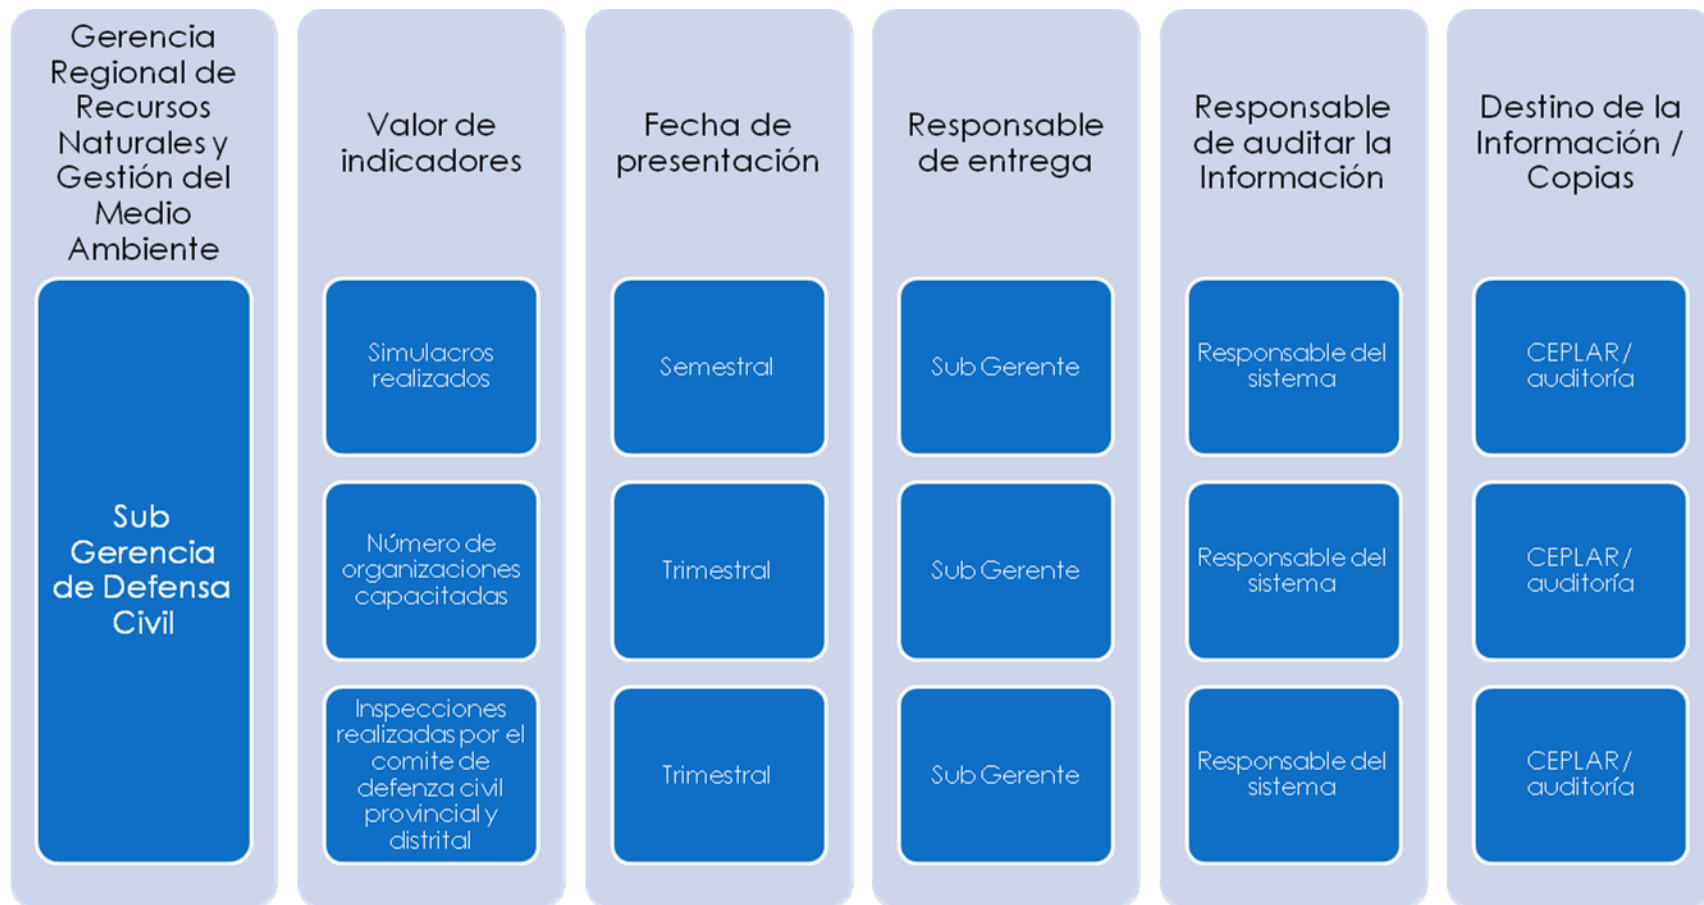 Gerencia
Regional de
Recursos
Naturales y
Gestión del
Medio
Ambiente
Sub
Gerencia
de Defensa
Civil
Valor de
indicadores
Simulacros
realizados
Número de
organizaciones
capacitadas
Inspecciones
realizadas por el
comite de
defenza civil
provincial y
distrital
Fecha de
presentación
Semestral
Trimestral
Trimestral
Responsable
de entrega
Sub Gerente
Sub Gerente
Sub Gerente
Responsable
de auditar la
Información
Responsable del
sistema
Responsable del
sistema
Responsable del
sistema
Destino de la
Información /
Copias
CEPLAR/
auditoría
CEPLAR/
auditoría
CEPLAR/
auditoría